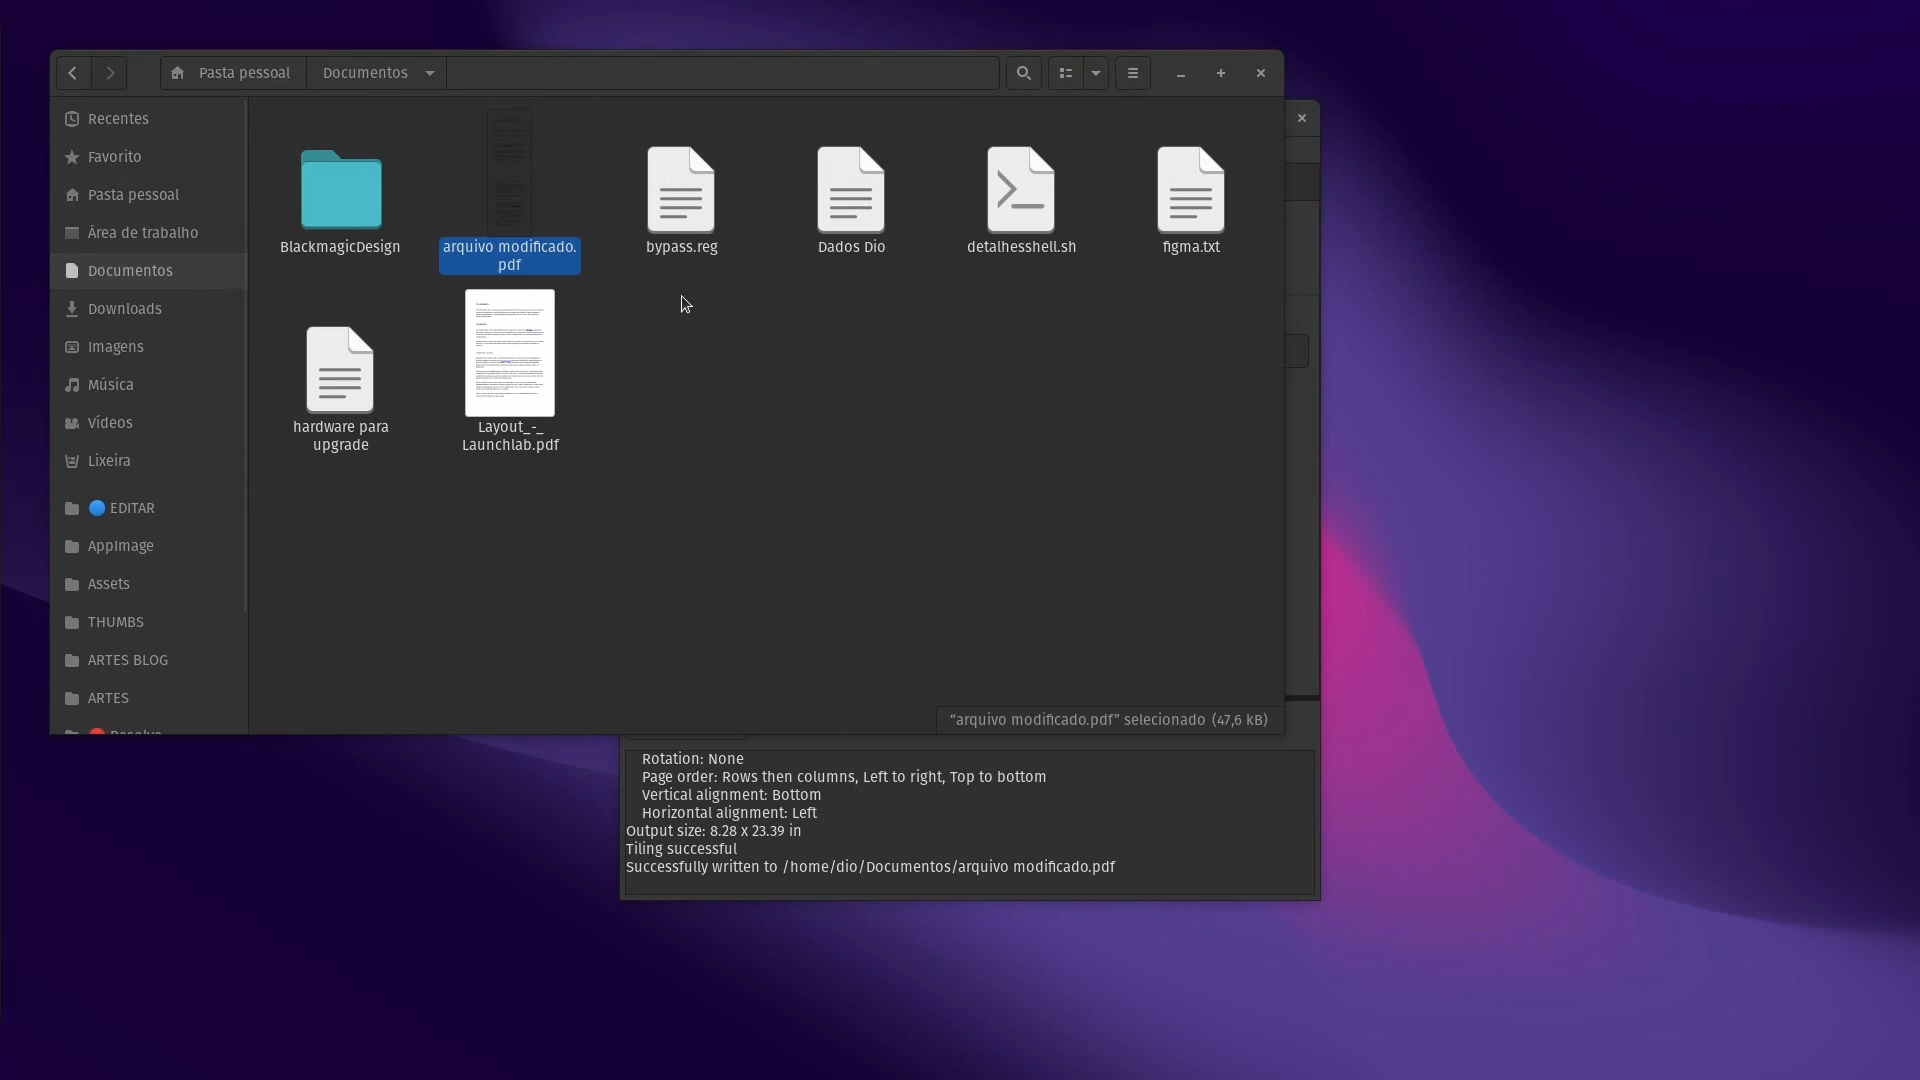 Pasta pessoal
Documentos
Recentes
Favorito
Pasta pessoal
Área de trabalho
Documentos
Downloads
Imagens
Música
Vídeos
Lixeira
EDITAR
AppImage
Assets
THUMBS
ARTES BLOG
ARTES
Resolve
BlackmagicDesign
arquivo modificado.
pdf
bypass.reg
Dados Dio
detalhesshell.sh
figma.txt
hardware para
upgrade
Layout_-_
Launchlab.pdf
“arquivo modificado.pdf” selecionado (47,6 kB)
Rotation: None
Page order: Rows then columns, Left to right, Top to bottom
Vertical alignment: Bottom
Horizontal alignment: Left
Output size: 8.28 x 23.39 in
Tiling successful
Successfully written to /home/dio/Documentos/arquivo modificado.pdf